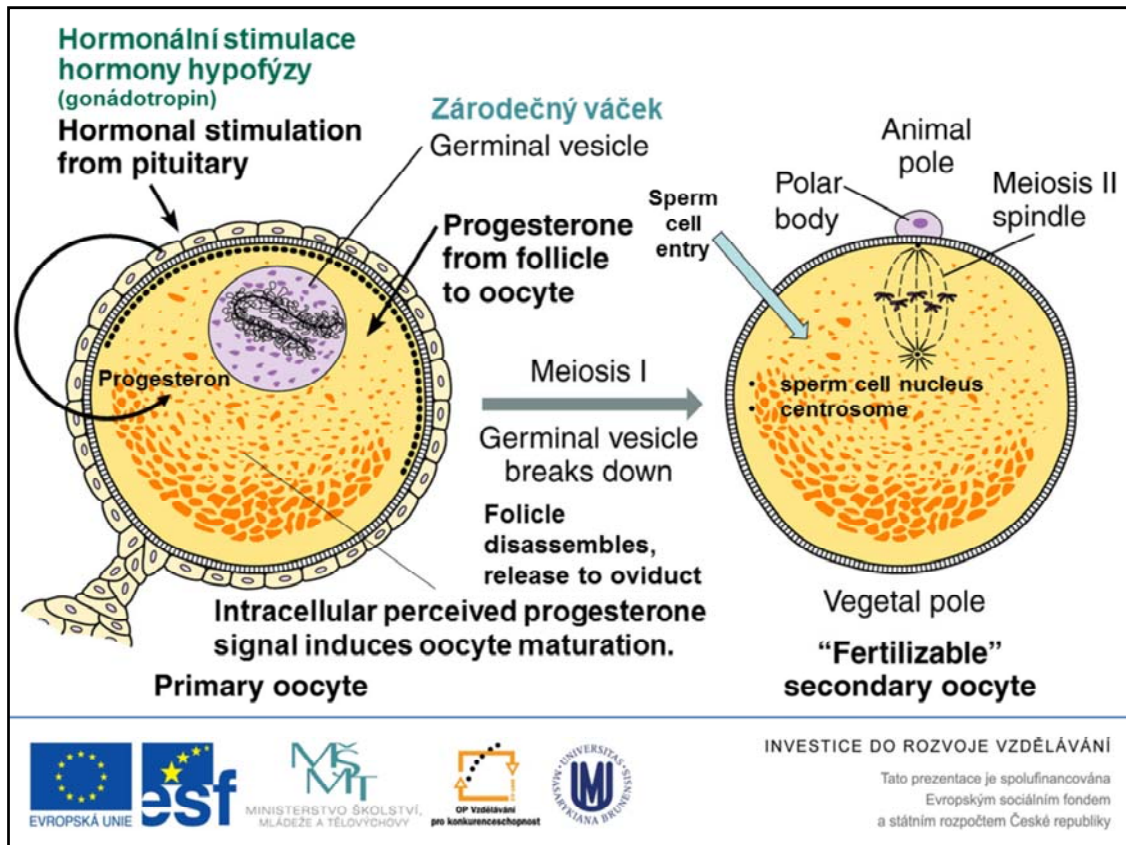 Hormonální stimulace
hormony hypofýzy
(gonádotropin)
Hormonal stimulation
from pituitary
Zárodečný váček
Germinal vesicle
Progesterone
from follicle
to oocyte
Progesteron
Sperm
cell
entry
Polar
body
Animal
pole
Meiosis II
spindle
Meiosis I
Germinal vesicle
breaks down
• sperm cell nucleus
• centrosome
Folicle
disassembles,
release to oviduct
Intracellular perceived progesterone
signal induces oocyte maturation.
Primary oocyte
Vegetal pole
“Fertilizable”
secondary oocyte
EVROPSKÁ UNIE
esf
MŠMT
MINISTERSTVO ŠKOLSTVÍ,
MLÁDEŽE A TĚLOVÝCHOVY
OP Vzdělávání
pro konkurenceschopnost
UNIVERSITAS
MASARYKIANA BRUNENSIS
INVESTICE DO ROZVOJE VZDĚLÁVÁNÍ
Tato prezentace je spolufinancována
Evropským sociálním fondem
a státním rozpočtem České republiky